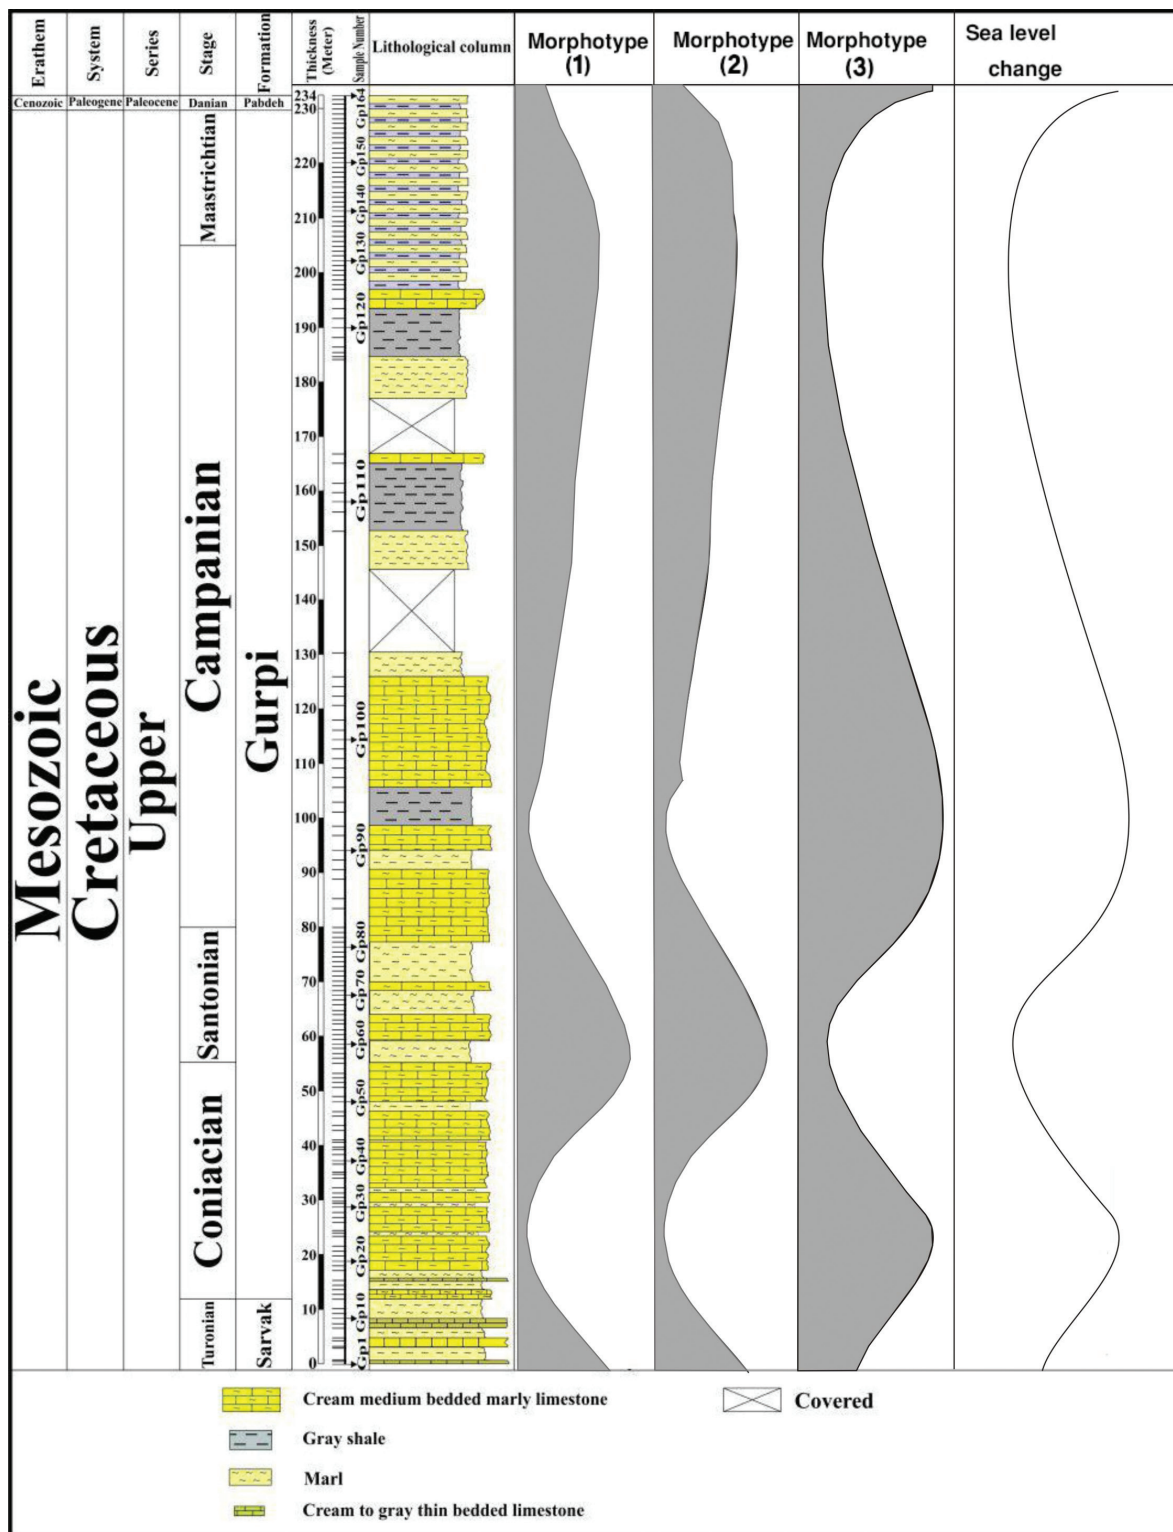 Erathem
System
Series
Stage
Formation
Thickness
(Meter)
Sample Number
Lithological column
Morphotype
(1)
Morphotype
(2)
Morphotype
(3)
Sea level
change
Cenozoic
Paleogene
Paleocene
Danian
Pabdeh
Mesozoic
Cretaceous
Upper
Maastrichtian
Campanian
Santonian
Coniacian
Turonian
Gurpi
Sarvak
234
230
220
210
200
190
180
170
160
150
140
130
120
110
100
90
80
70
60
50
40
30
20
10
0
Gp164
Gp150
Gp140
Gp130
Gp120
Gp110
Gp100
Gp90
Gp80
Gp70
Gp60
Gp50
Gp40
Gp30
Gp20
Gp10
Gp1
Cream medium bedded marly limestone
Covered
Gray shale
Marl
Cream to gray thin bedded limestone